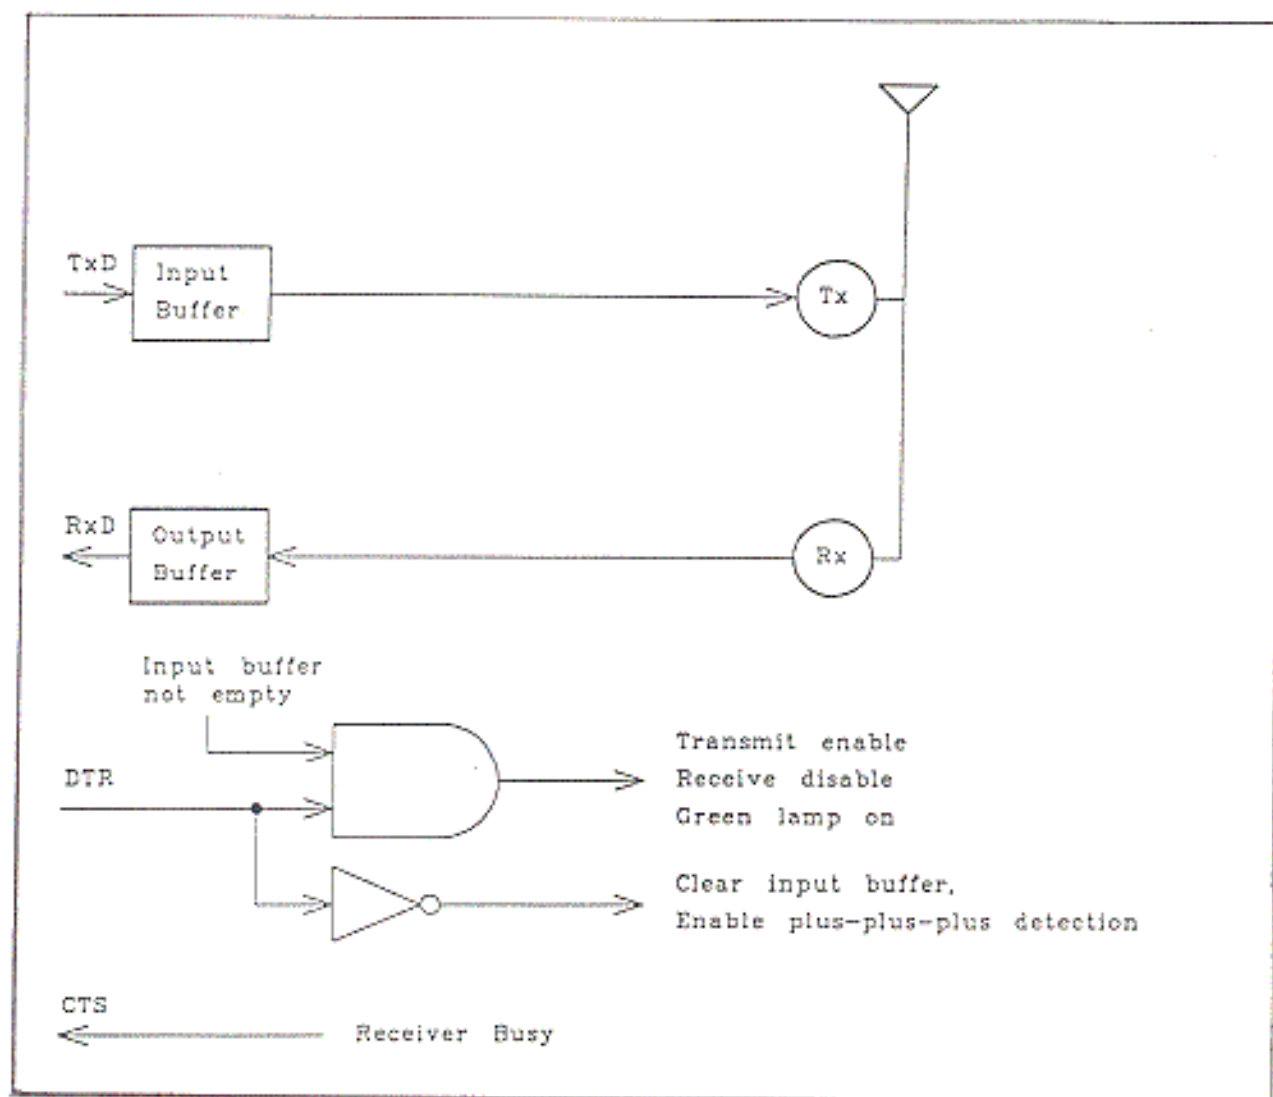 TxD
Input
Buffer
Tx
RxD
Output
Buffer
Rx
Input buffer
not empty
DTR
Transmit enable
Receive disable
Green lamp on
Clear input buffer,
Enable plus-plus-plus detection
CTS
Receiver Busy